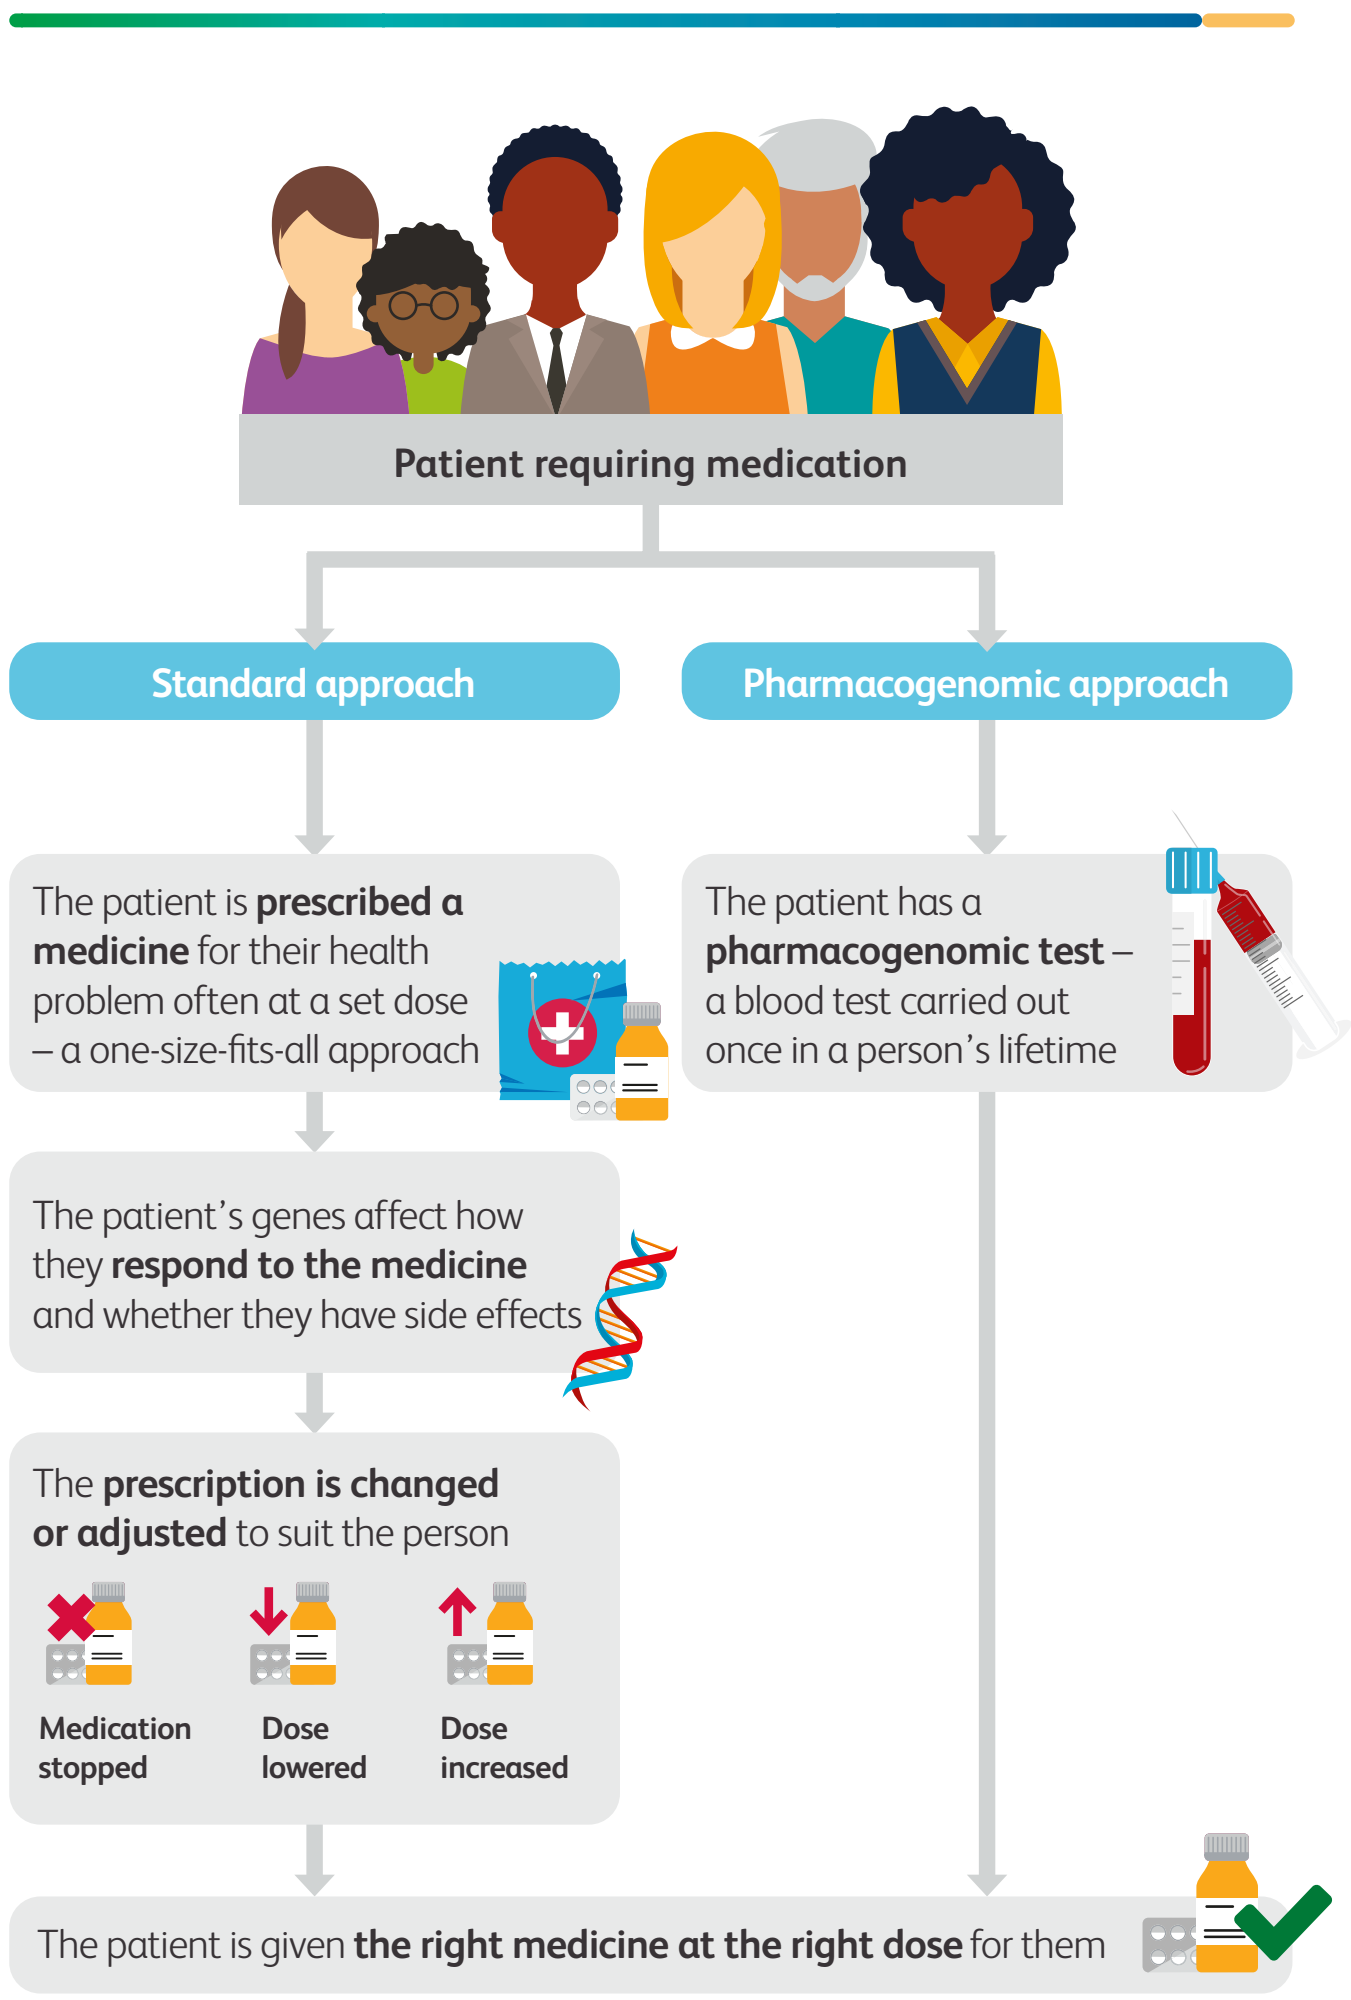 Patient requiring medication
Standard approach
Pharmacogenomic approach
The patient is prescribed a
medicine for their health
problem often at a set dose
– a one-size-fits-all approach
The patient has a
pharmacogenomic test –
a blood test carried out
once in a person’s lifetime
The patient’s genes affect how
they respond to the medicine
and whether they have side effects
The prescription is changed
or adjusted to suit the person
Medication
stopped
Dose
lowered
Dose
increased
The patient is given the right medicine at the right dose for them